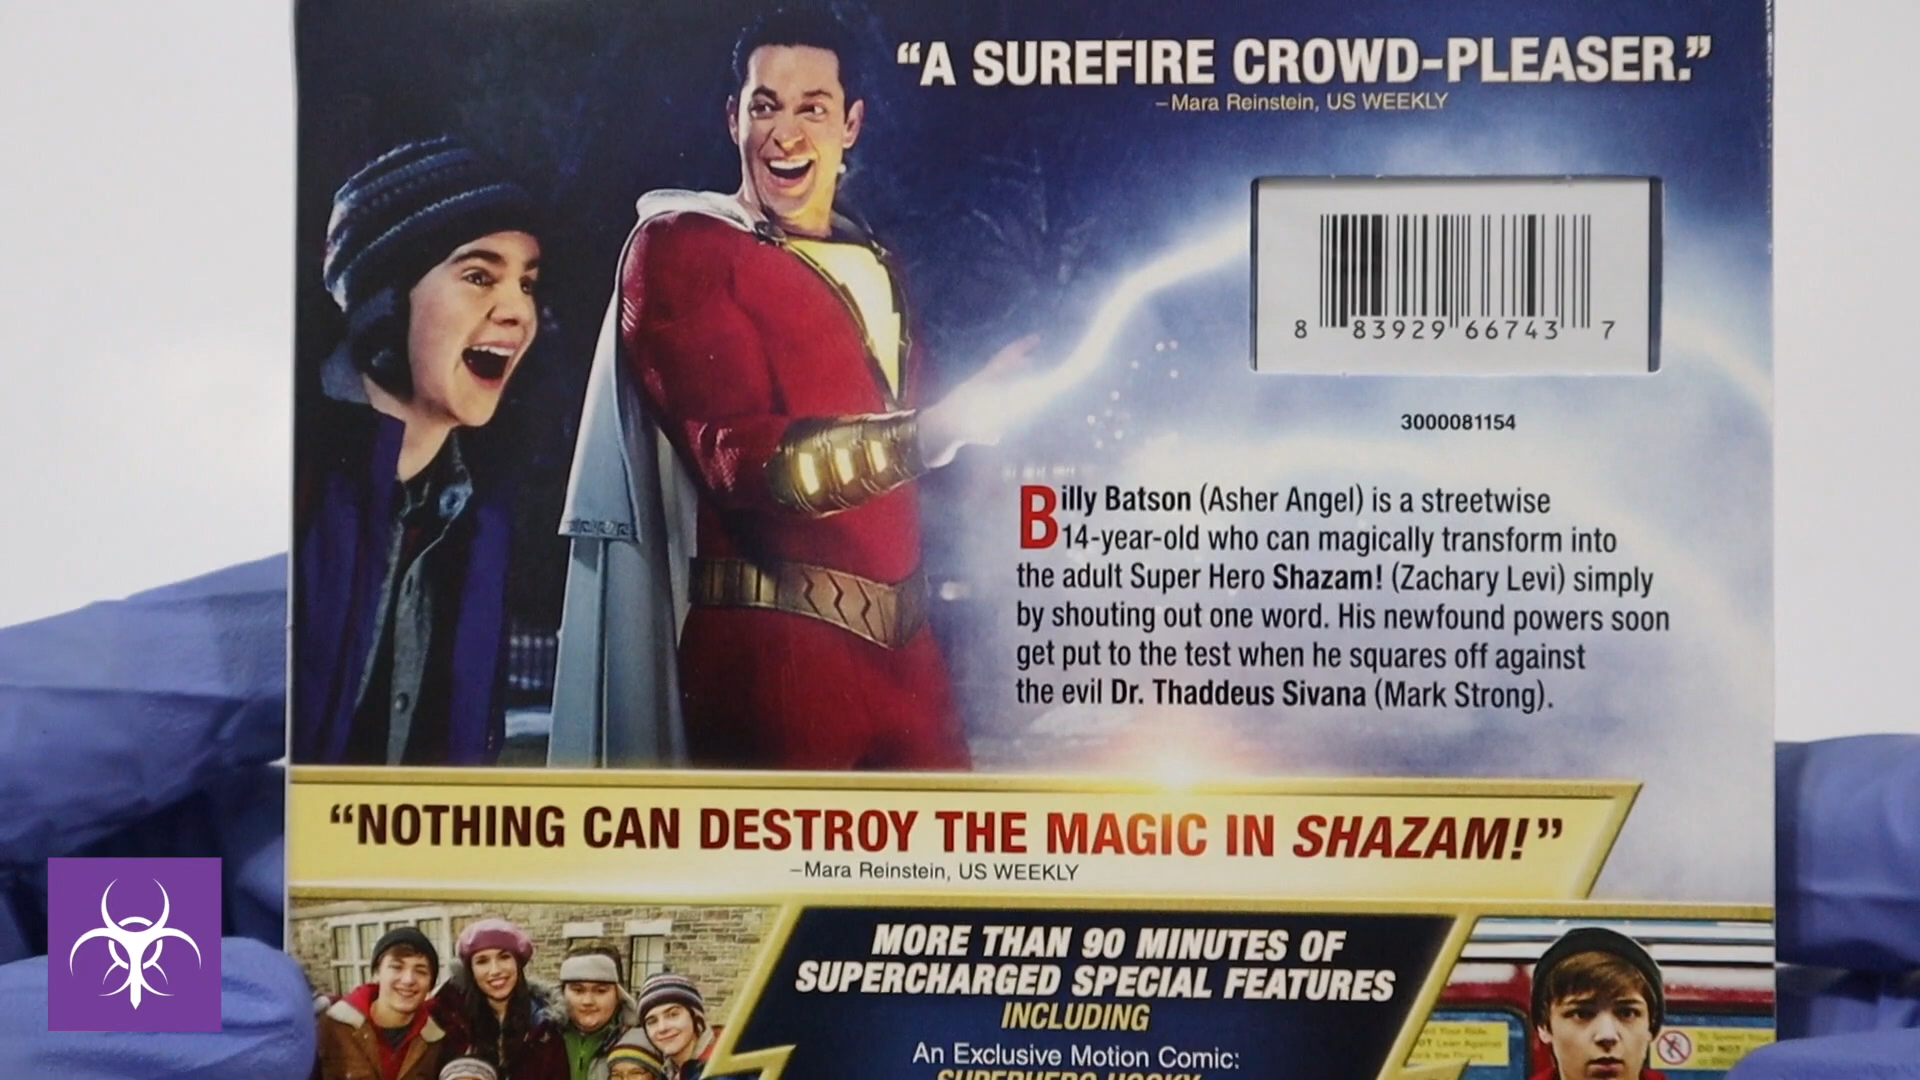 “A SUREFIRE CROWD-PLEASER.”
–Mara Reinstein, US WEEKLY
8 83929 66743 7
3000081154
Billy Batson (Asher Angel) is a streetwise
14-year-old who can magically transform into
the adult Super Hero Shazam! (Zachary Levi) simply
by shouting out one word. His newfound powers soon
get put to the test when he squares off against
the evil Dr. Thaddeus Sivana (Mark Strong).
“NOTHING CAN DESTROY THE MAGIC IN SHAZAM!”
–Mara Reinstein, US WEEKLY
MORE THAN 90 MINUTES OF
SUPERCHARGED SPECIAL FEATURES
INCLUDING
An Exclusive Motion Comic:
SUPERHERO HOOKY